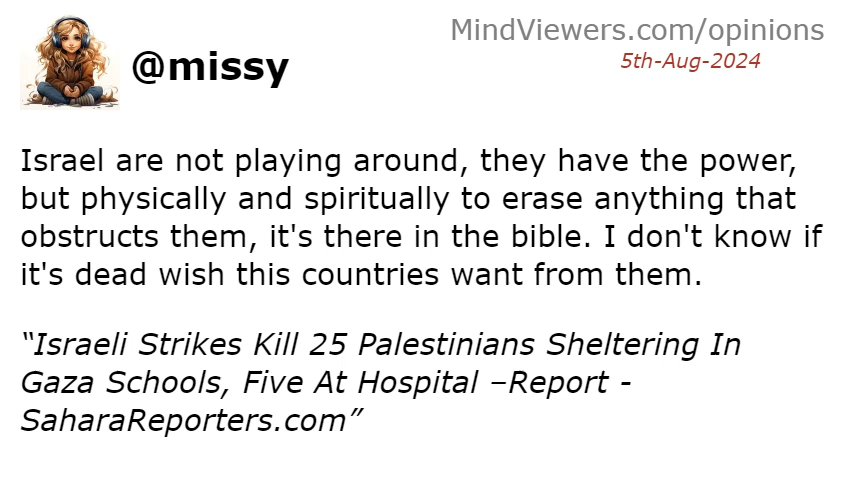 MindViewers.com/opinions
5th-Aug-2024
@missy
Israel are not playing around, they have the power,
but physically and spiritually to erase anything that
obstructs them, it's there in the bible. I don't know if
it's dead wish this countries want from them.
“Israeli Strikes Kill 25 Palestinians Sheltering In
Gaza Schools, Five At Hospital –Report -
SaharaReporters.com”